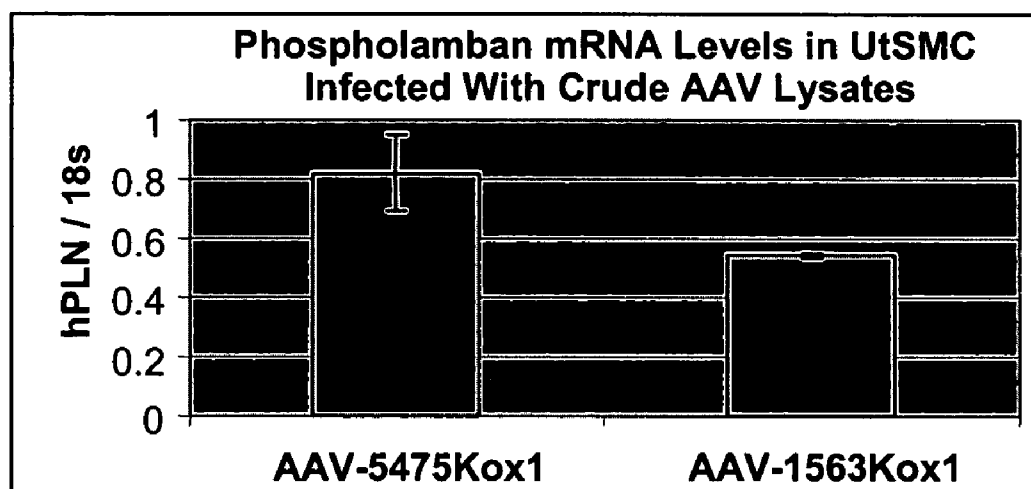 Phospholamban mRNA Levels in UtSMC
Infected With Crude AAV Lysates
hPLN / 18s
1
0.8
0.6
0.4
0.2
0
AAV-5475Kox1 AAV-1563Kox1